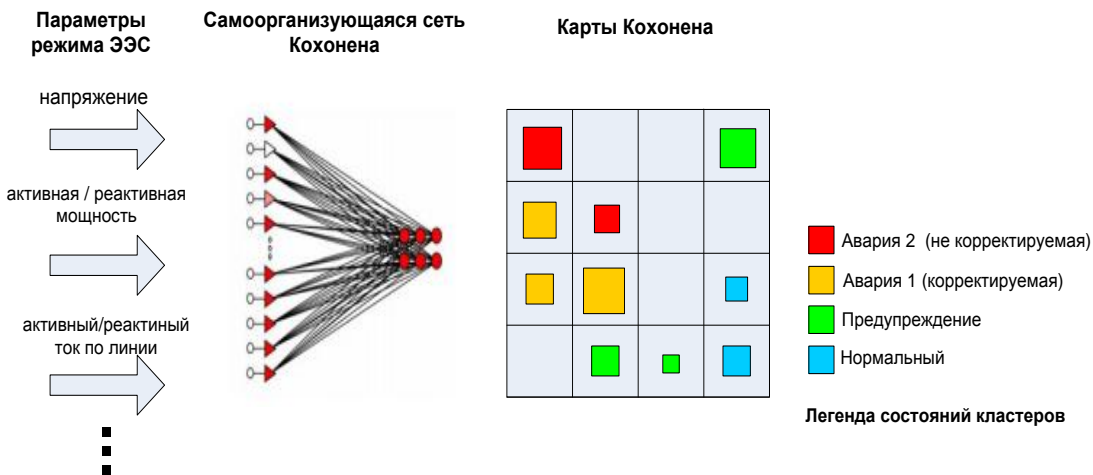 Параметры
режима ЭЭС
Самоорганизующаяся сеть
Кохонена
Карты Кохонена
напряжение
активная / реактивная
мощность
активный/реактиный
ток по линии
Авария 2 (не корректируемая)
Авария 1 (корректируемая)
Предупреждение
Нормальный
Легенда состояний кластеров